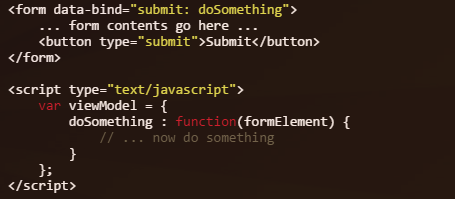 <form data-bind="submit: doSomething">
    ... form contents go here ...
    <button type="submit">Submit</button>
</form>

<script type="text/javascript">
    var viewModel = {
        doSomething : function(formElement) {
            // ... now do something
        }
    };
</script>